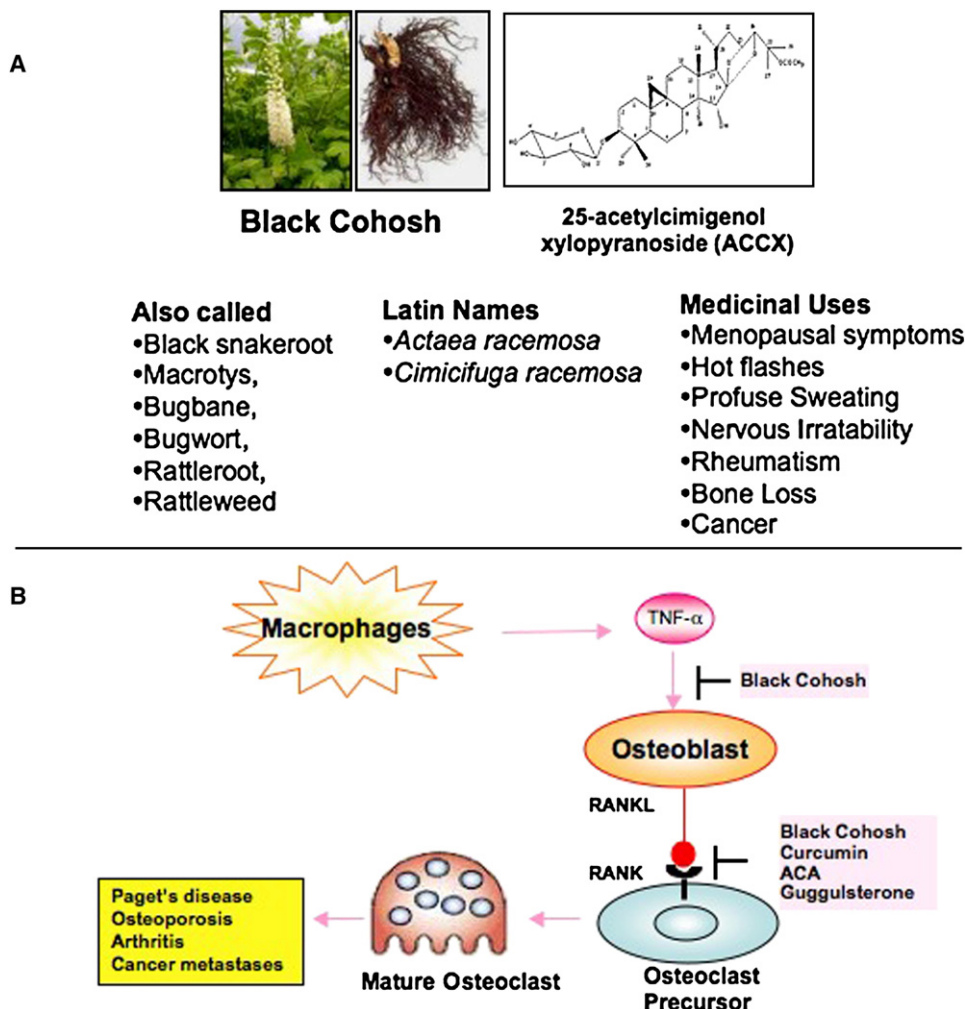 A
Black Cohosh
25-acetylcimigenol
xylopyranoside (ACCX)
Also called
•Black snakeroot
•Macrotys,
•Bugbane,
•Bugwort,
•Rattleroot,
•Rattleweed
Latin Names
•Actaea racemosa
•Cimicifuga racemosa
Medicinal Uses
•Menopausal symptoms
•Hot flashes
•Profuse Sweating
•Nervous Irratability
•Rheumatism
•Bone Loss
•Cancer
B
Macrophages
TNF-α
Black Cohosh
Osteoblast
RANKL
RANK
Black Cohosh
Curcumin
ACA
Guggulsterone
Paget's disease
Osteoporosis
Arthritis
Cancer metastases
Mature Osteoclast
Osteoclast
Precursor